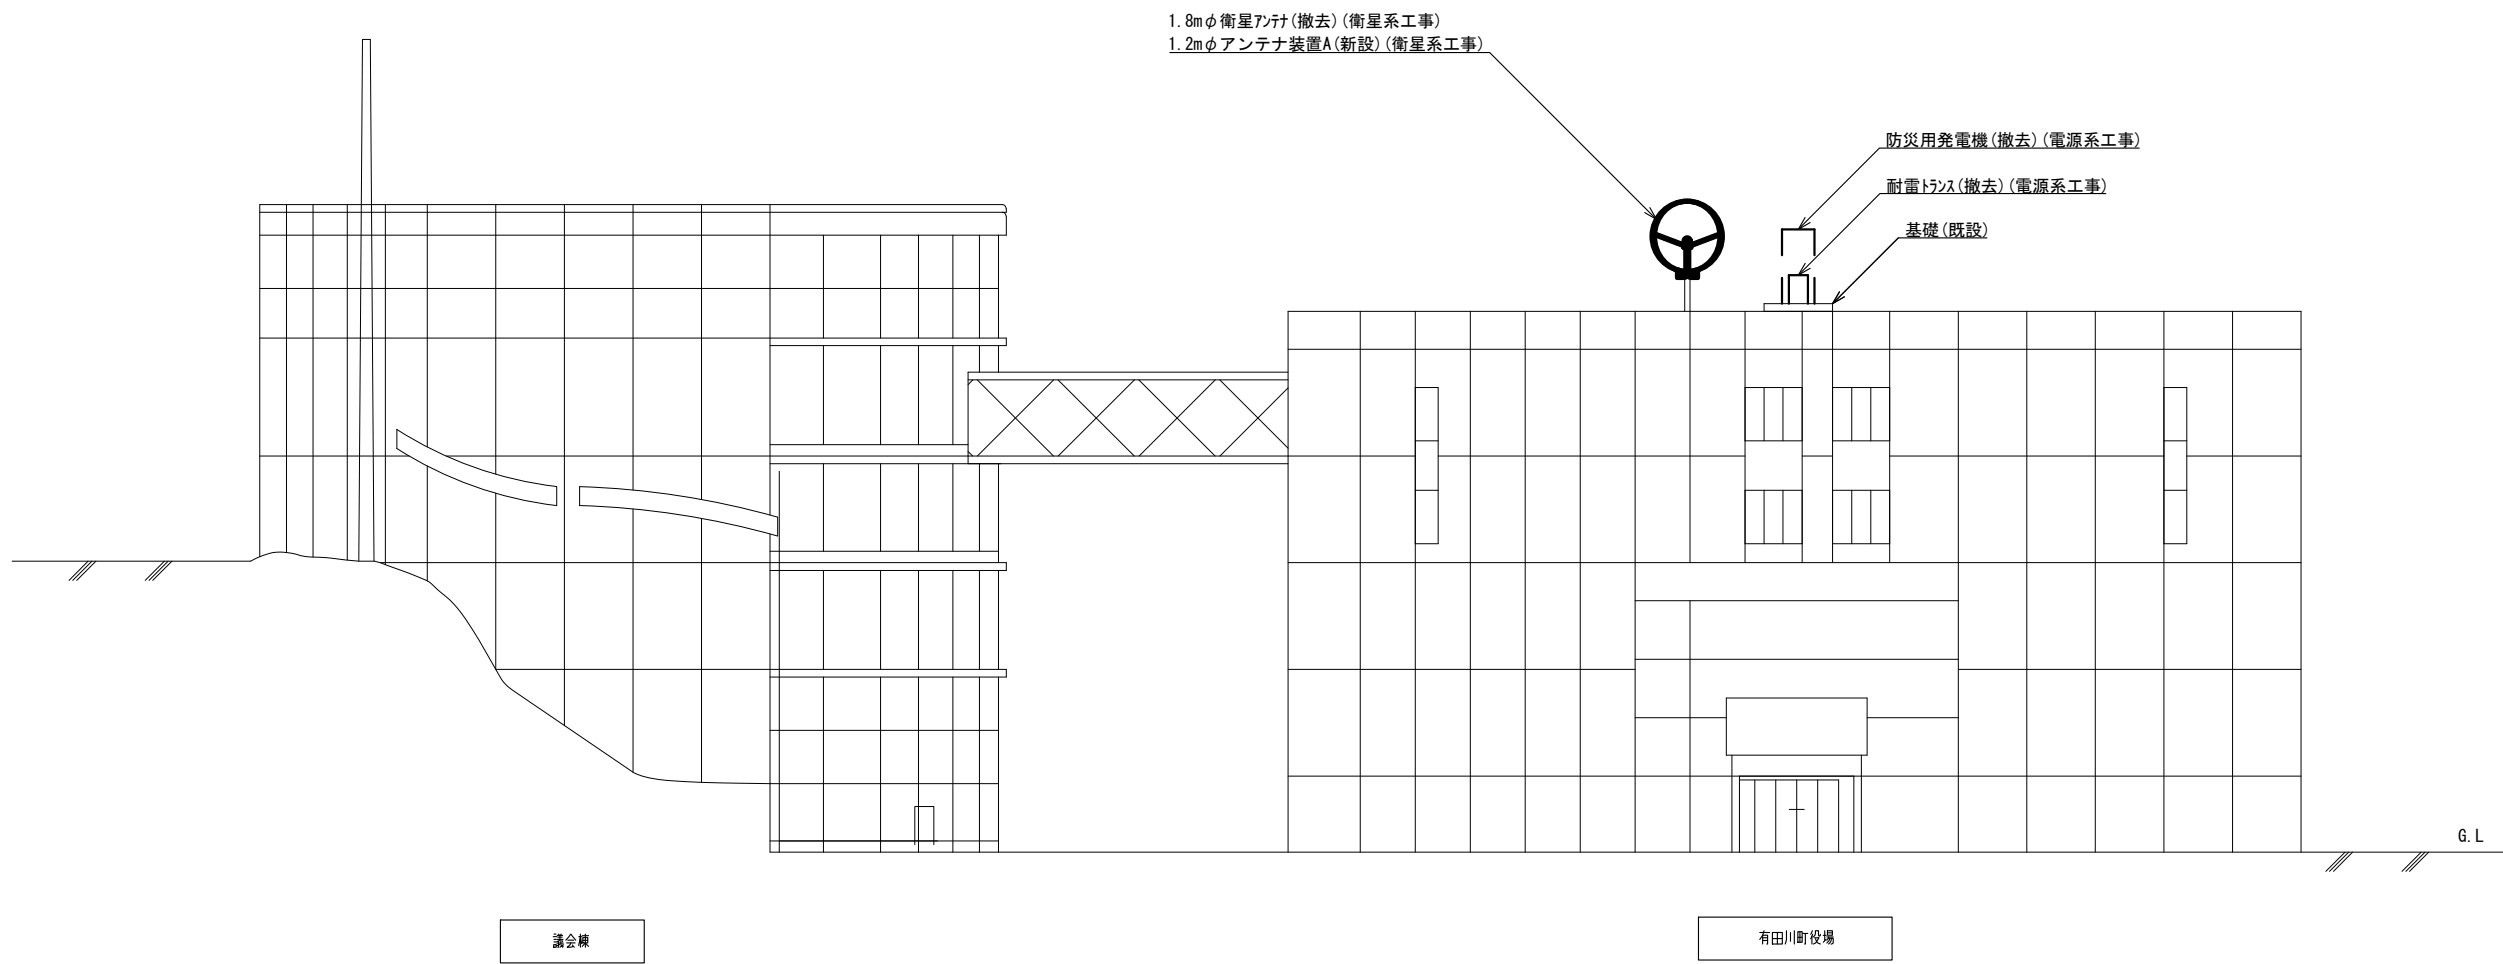 1.8mφ衛星ｱﾝﾃﾅ(撤去)(衛星系工事)
1.2mφアンテナ装置A(新設)(衛星系工事)
防災用発電機(撤去)(電源系工事)
耐雷ﾄﾗﾝｽ(撤去)(電源系工事)
基礎(既設)
G.L
議会棟
有田川町役場